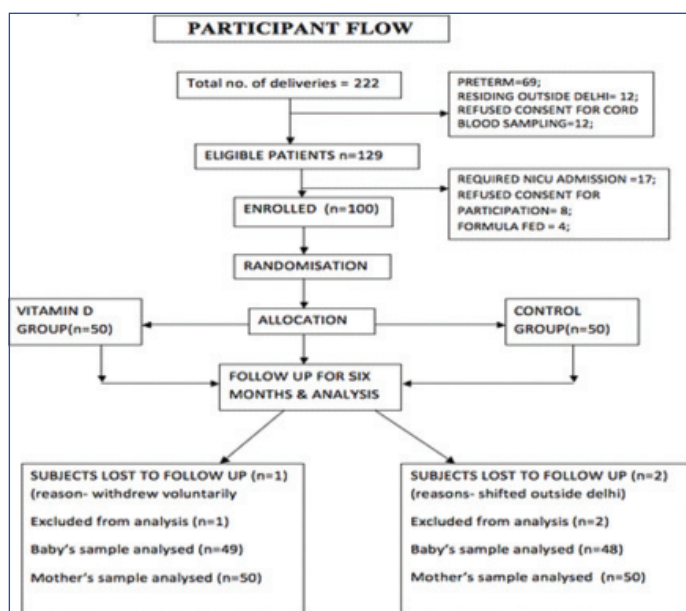 PARTICIPANT FLOW
Total no. of deliveries = 222
PRETERM=69;
RESIDING OUTSIDE DELHI= 12;
REFUSED CONSENT FOR CORD
BLOOD SAMPLING=12;
ELIGIBLE PATIENTS n=129
REQUIRED NICU ADMISSION =17;
REFUSED CONSENT FOR
PARTICIPATION= 8;
FORMULA FED = 4;
ENROLLED (n=100)
RANDOMISATION
VITAMIN D
GROUP(n=50)
ALLOCATION
CONTROL
GROUP(n=50)
FOLLOW UP FOR SIX
MONTHS & ANALYSIS
SUBJECTS LOST TO FOLLOW UP (n=1)
(reason- withdrew voluntarily
Excluded from analysis (n=1)
Baby's sample analysed (n=49)
Mother's sample analysed (n=50)
SUBJECTS LOST TO FOLLOW UP (n=2)
(reasons- shifted outside delhi)
Excluded from analysis (n=2)
Baby's sample analysed (n=48)
Mother's sample analysed (n=50)